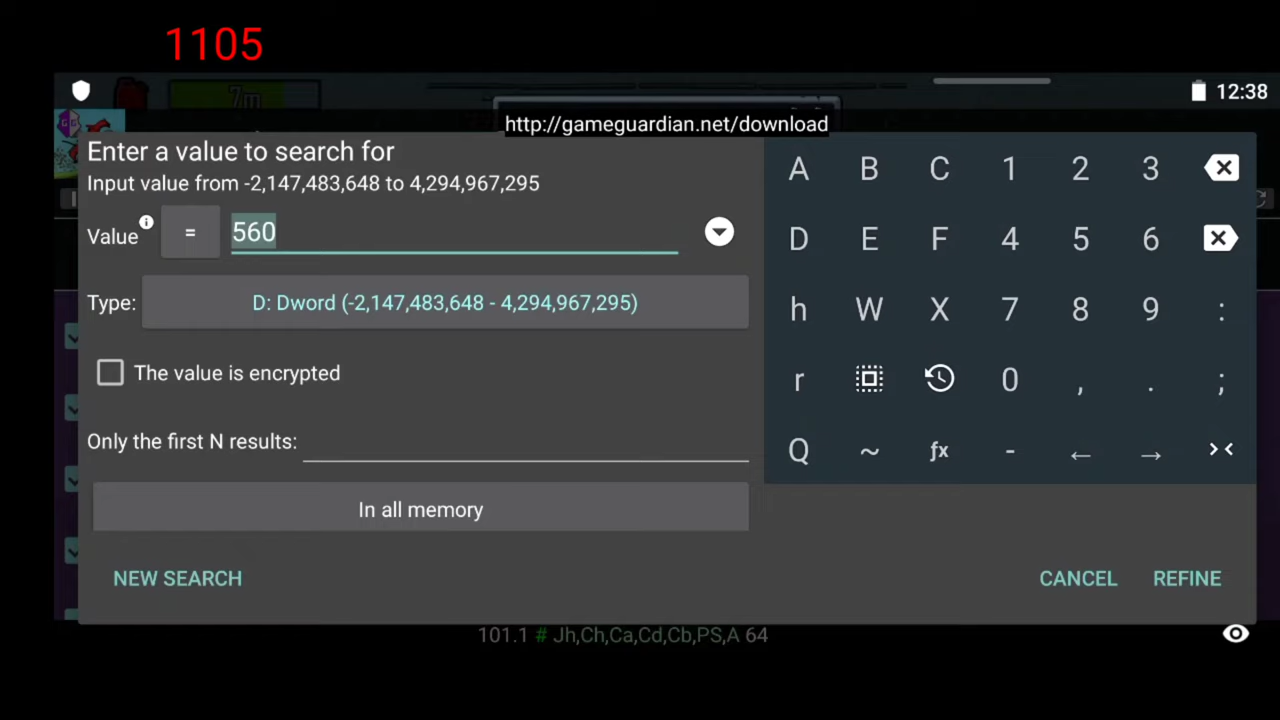 1105
7m
12:38
http://gameguardian.net/download
Enter a value to search for
Input value from -2,147,483,648 to 4,294,967,295
Value i = 560
Type: D: Dword (-2,147,483,648 - 4,294,967,295)
The value is encrypted
Only the first N results:
In all memory
NEW SEARCH CANCEL REFINE
A B C 1 2 3
D E F 4 5 6
h W X 7 8 9 :
r 0 , . ;
Q ~ ƒx - ← → ><
101.1 # Jh,Ch,Ca,Cd,Cb,PS,A 64